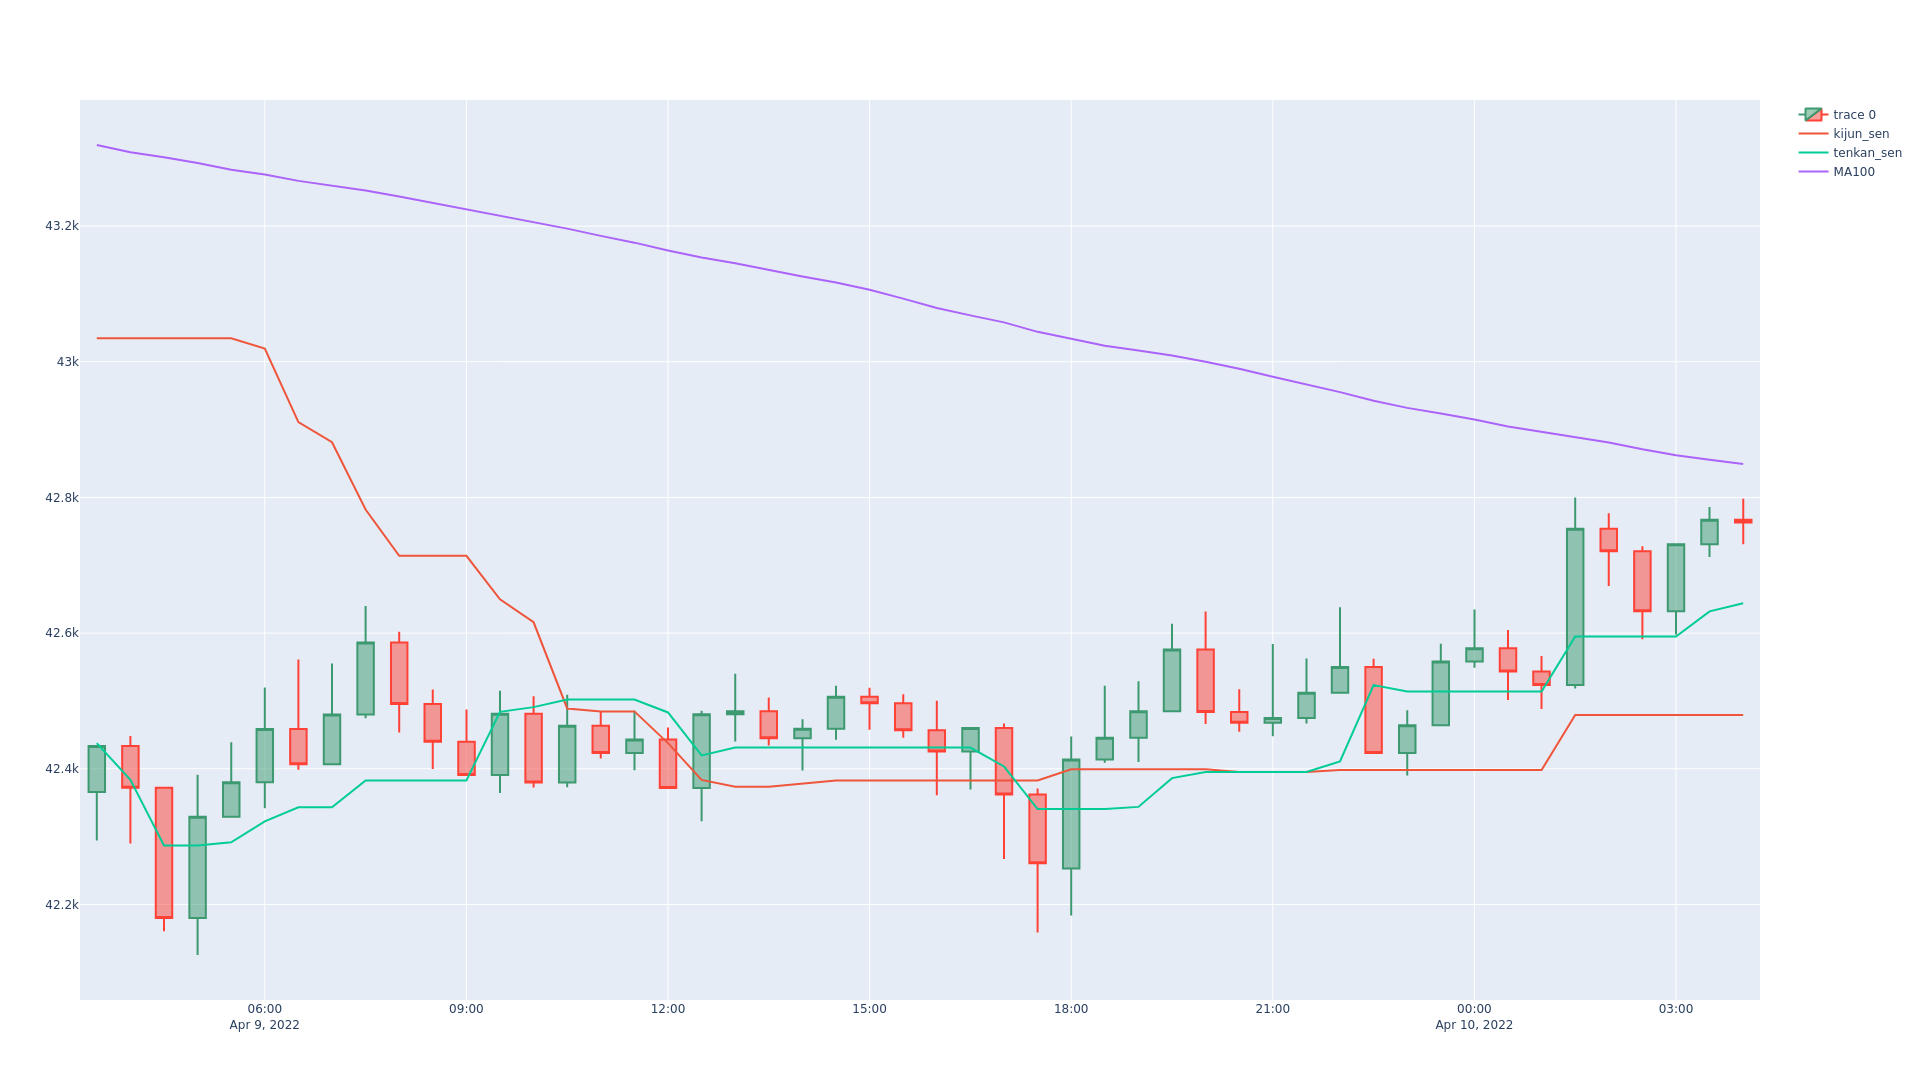 trace 0
kijun_sen
tenkan_sen
MA100
43.2k
43k
42.8k
42.6k
42.4k
42.2k
06:00 09:00 12:00 15:00 18:00 21:00 00:00 03:00
Apr 9, 2022 Apr 10, 2022